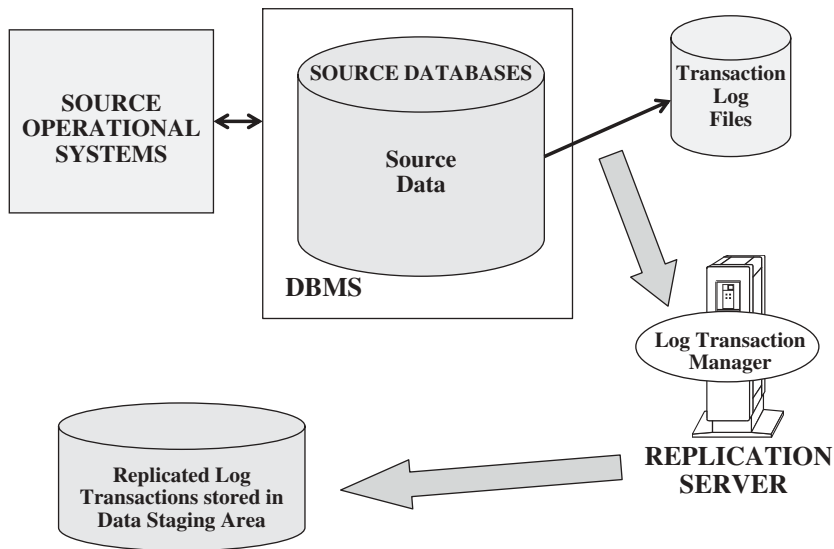 SOURCE
OPERATIONAL
SYSTEMS
SOURCE DATABASES
Source
Data
DBMS
Transaction
Log
Files
Log Transaction
Manager
REPLICATION
SERVER
Replicated Log
Transactions stored in
Data Staging Area